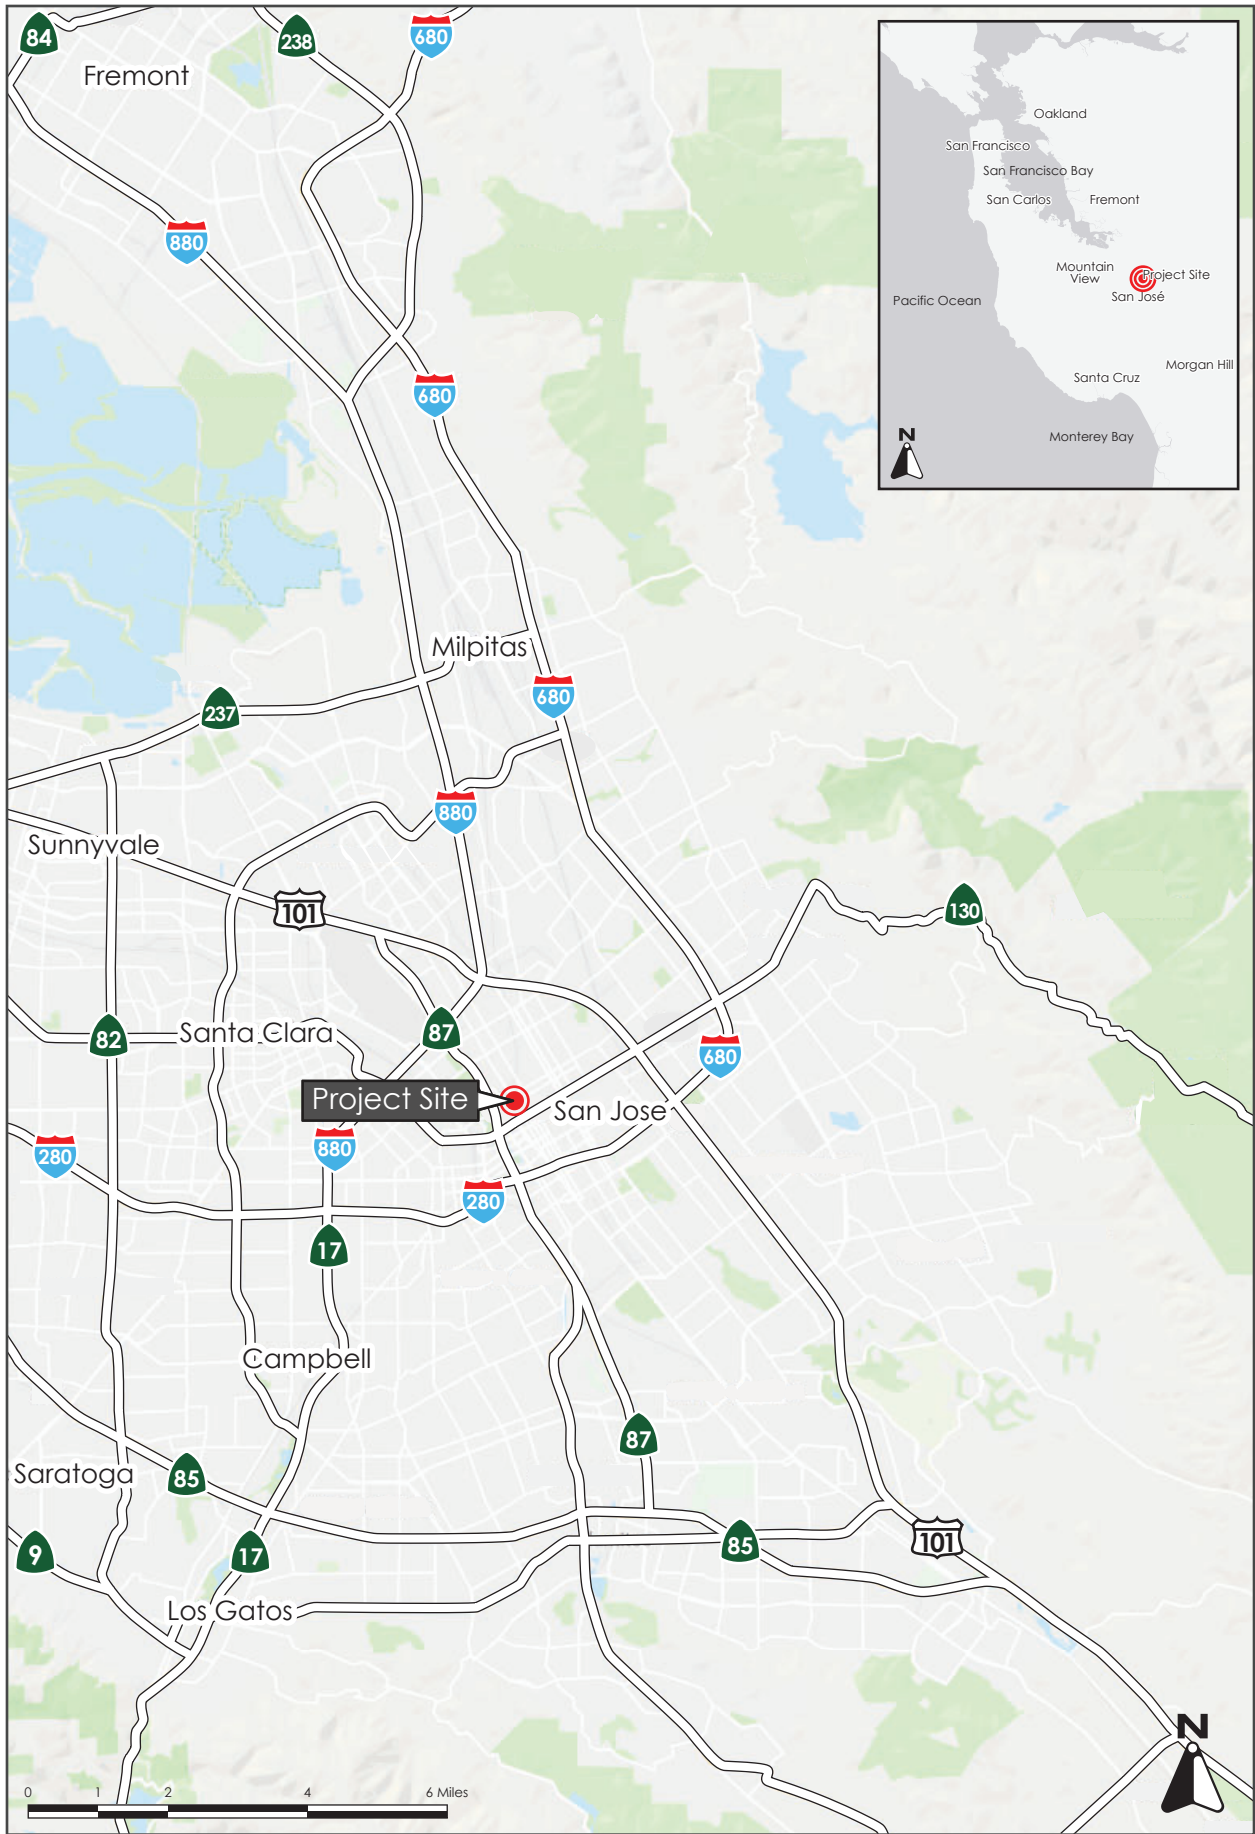 84
238
680
Fremont
880
680
Milpitas
237
680
880
Sunnyvale
101
130
82
Santa Clara
87
680
Project Site
San Jose
280
880
280
17
Campbell
87
Saratoga
85
9
17
85
101
Los Gatos
0 1 2 4 6 Miles
N
Oakland
San Francisco
San Francisco Bay
San Carlos
Fremont
Mountain
View
Project Site
San José
Pacific Ocean
Morgan Hill
Santa Cruz
Monterey Bay
N